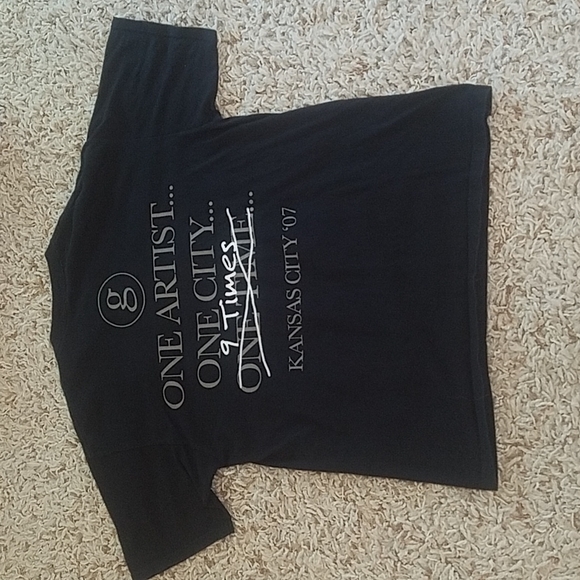 g
ONE ARTIST...
ONE CITY...
9 Times
ONE TIME...
KANSAS CITY '07